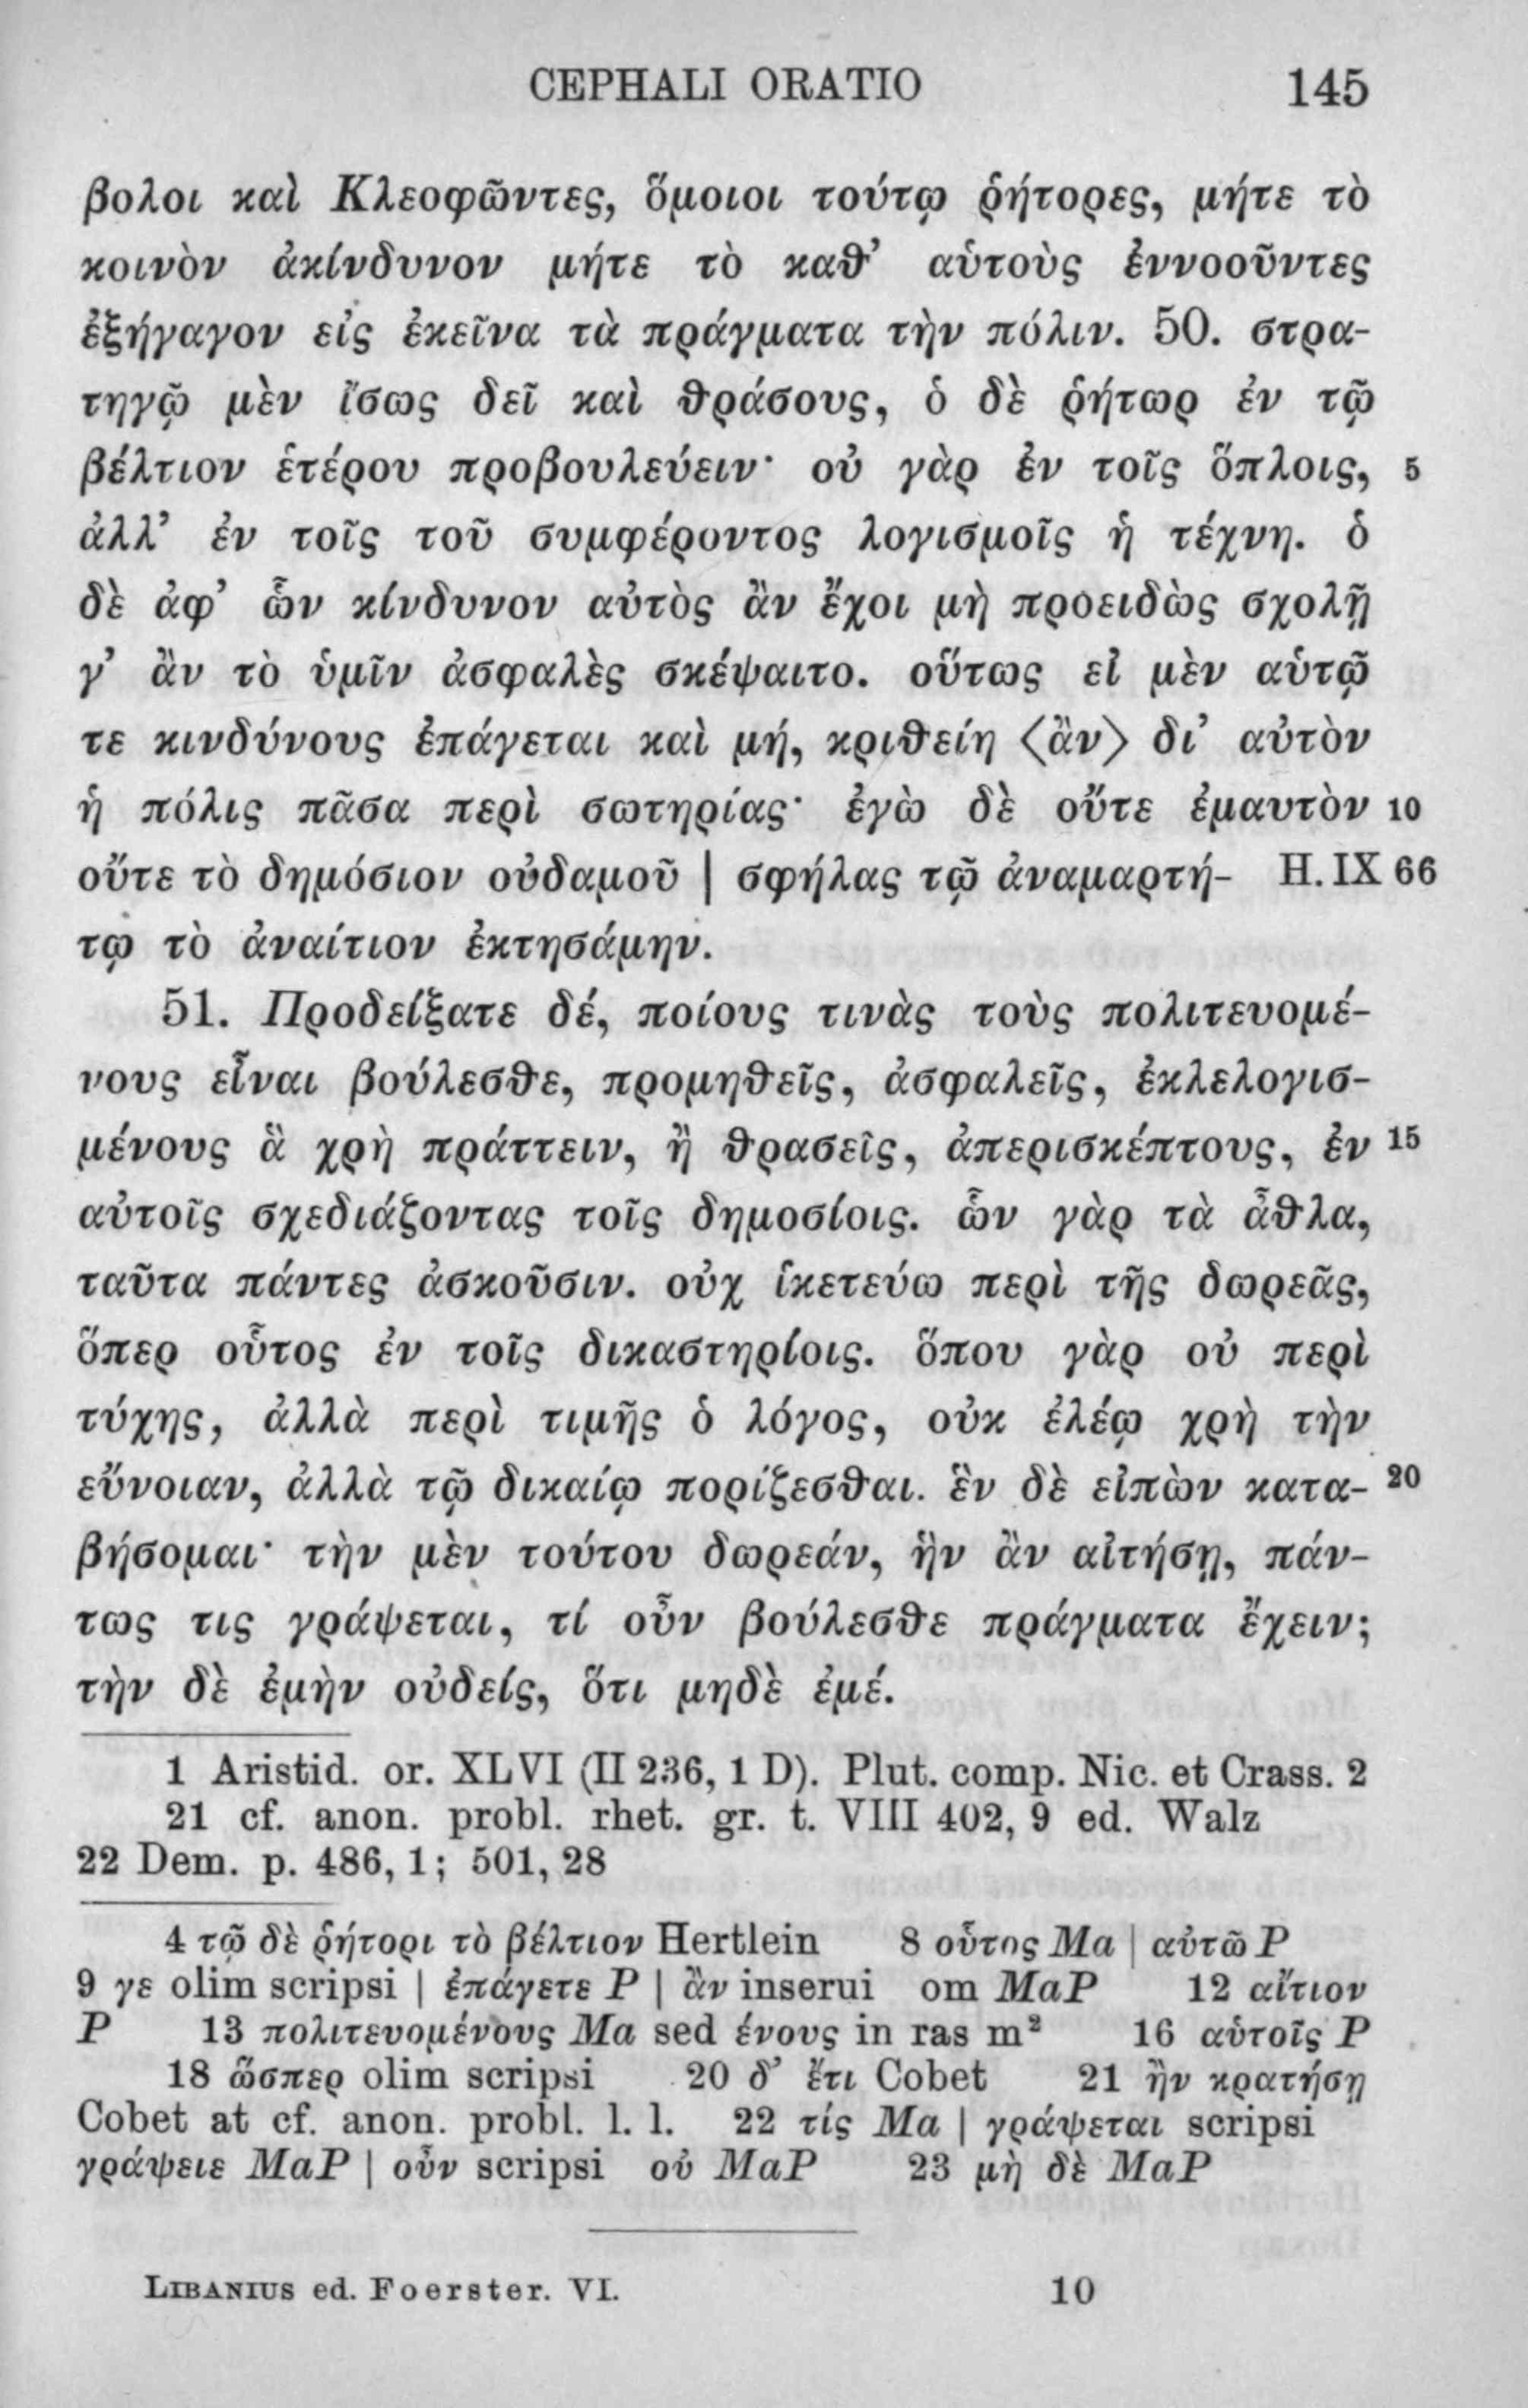 CEPHALI ORATIO 145
βολοι καὶ Κλεοφῶντες, ὅμοιοι τούτῳ ῥήτορες, μήτε τὸ
κοινὸν ἀκίνδυνον μήτε τὸ καθ’ αὑτοὺς ἐννοοῦντες
ἐξήγαγον εἰς ἐκεῖνα τὰ πράγματα τὴν πόλιν. 50. στρα-
τηγῷ μὲν ἴσως δεῖ καὶ θράσους, ὁ δὲ ῥήτωρ ἐν τῷ
βέλτιον ἑτέρου προβουλεύειν· οὐ γὰρ ἐν τοῖς ὅπλοις, 5
ἀλλ’ ἐν τοῖς τοῦ συμφέροντος λογισμοῖς ἡ τέχνη. ὁ
δὲ ἀφ’ ὧν κίνδυνον αὐτὸς ἂν ἔχοι μὴ προειδὼς σχολῇ
γ’ ἂν τὸ ὑμῖν ἀσφαλὲς σκέψαιτο. οὕτως εἰ μὲν αὑτῷ
τε κινδύνους ἐπάγεται καὶ μή, κριθείη ⟨ἂν⟩ δι’ αὐτὸν
ἡ πόλις πᾶσα περὶ σωτηρίας· ἐγὼ δὲ οὔτε ἐμαυτὸν 10
οὔτε τὸ δημόσιον οὐδαμοῦ | σφήλας τῷ ἀναμαρτή- H. IX 66
τῳ τὸ ἀναίτιον ἐκτησάμην.
51. Προδείξατε δέ, ποίους τινὰς τοὺς πολιτευομέ-
νους εἶναι βούλεσθε, προμηθεῖς, ἀσφαλεῖς, ἐκλελογισ-
μένους ἃ χρὴ πράττειν, ἢ θρασεῖς, ἀπερισκέπτους, ἐν 15
αὐτοῖς σχεδιάζοντας τοῖς δημοσίοις. ὧν γὰρ τὰ ἆθλα,
ταῦτα πάντες ἀσκοῦσιν. οὐχ ἱκετεύω περὶ τῆς δωρεᾶς,
ὅπερ οὗτος ἐν τοῖς δικαστηρίοις. ὅπου γὰρ οὐ περὶ
τύχης, ἀλλὰ περὶ τιμῆς ὁ λόγος, οὐκ ἐλέῳ χρὴ τὴν
εὔνοιαν, ἀλλὰ τῷ δικαίῳ πορίζεσθαι. ἓν δὲ εἰπὼν κατα- 20
βήσομαι· τὴν μὲν τούτου δωρεάν, ἣν ἂν αἰτήσῃ, πάν-
τως τις γράψεται, τί οὖν βούλεσθε πράγματα ἔχειν;
τὴν δὲ ἐμὴν οὐδείς, ὅτι μηδὲ ἐμέ.
1 Aristid. or. XLVI (II 236, 1 D). Plut. comp. Nic. et Crass. 2
21 cf. anon. probl. rhet. gr. t. VIII 402, 9 ed. Walz
22 Dem. p. 486, 1; 501, 28
4 τῷ δὲ ῥήτορι τὸ βέλτιον Hertlein 8 οὗτος Ma | αὐτῶ P
9 γε olim scripsi | ἐπάγετε P | ἂν inserui om MaP 12 αἴτιον
P 13 πολιτευομένους Ma sed ένους in ras m² 16 αὑτοῖς P
18 ὥσπερ olim scripsi 20 δ’ ἔτι Cobet 21 ἢν κρατήσῃ
Cobet at cf. anon. probl. l. l. 22 τίς Ma | γράψεται scripsi
γράψειε MaP | οὖν scripsi οὐ MaP 23 μὴ δὲ MaP
LIBANIUS ed. Foerster. VI. 10